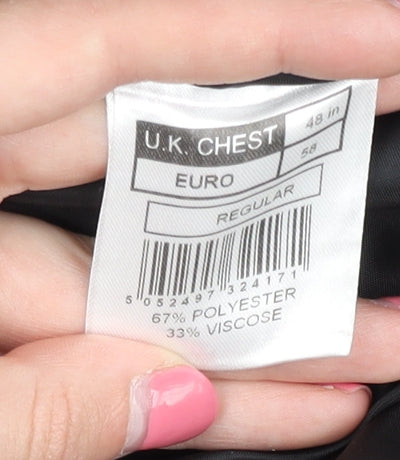 U.K. CHEST 48 in
EURO 58
REGULAR
5 052497 324171
67% POLYESTER
33% VISCOSE